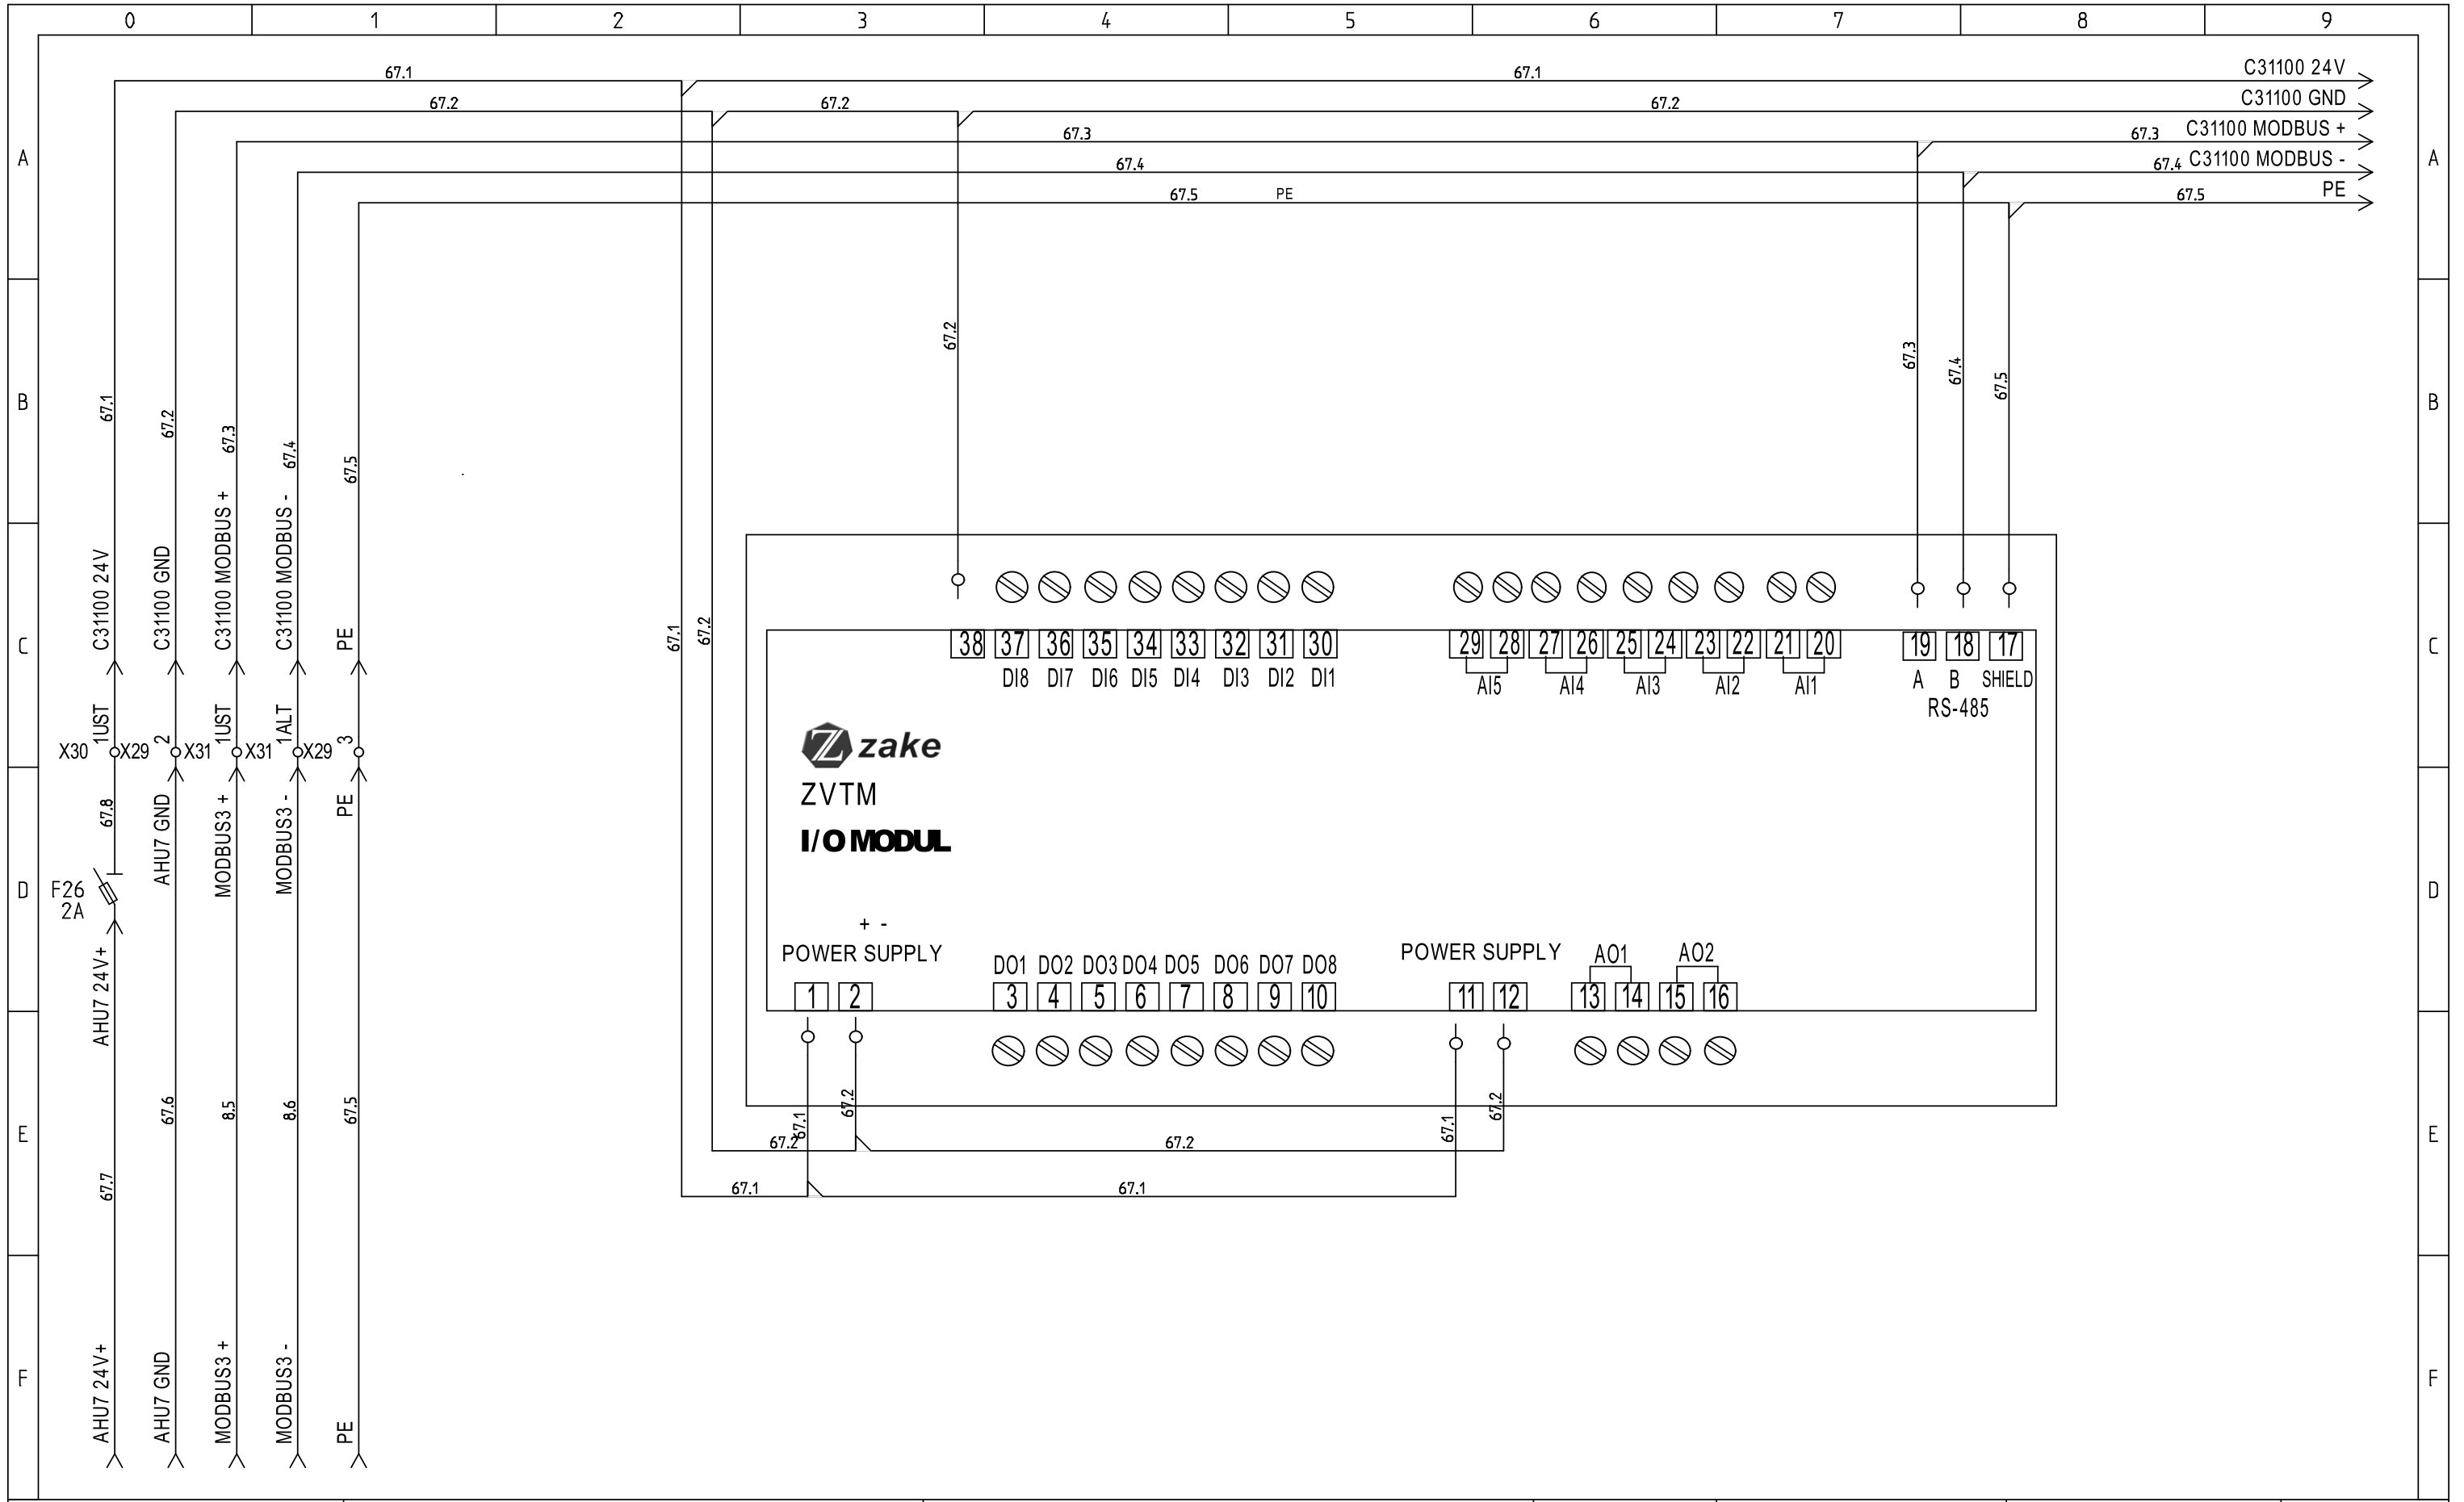 0 1 2 3 4 5 6 7 8 9
67.1 67.1 C31100 24V
67.2 67.2 67.2 C31100 GND
67.3 67.3 C31100 MODBUS +
A 67.4 67.4 C31100 MODBUS - A
67.5 PE 67.5 PE
67.2 67.3 67.4 67.5
B 67.1 67.2 67.3 67.4 67.5 B
C31100 24V C31100 GND C31100 MODBUS + C31100 MODBUS - PE
67.1 67.2
C 38 37 36 35 34 33 32 31 30 29 28 27 26 25 24 23 22 21 20 19 18 17 C
DI8 DI7 DI6 DI5 DI4 DI3 DI2 DI1 AI5 AI4 AI3 AI2 AI1 A B SHIELD
RS-485
1UST 2 1UST 1ALT 3
X30 X29 X31 X31 X29
zake
ZVTM
I/O MODUL
67.8 AHU7 GND MODBUS3 + MODBUS3 - PE
D F26 D
2A
+ -
POWER SUPPLY POWER SUPPLY AO1 AO2
DO1 DO2 DO3 DO4 DO5 DO6 DO7 DO8
1 2 3 4 5 6 7 8 9 10 11 12 13 14 15 16
AHU7 24V+
67.6 8.5 8.6 67.5
67.1 67.2 67.1 67.2
E 67.2 67.2 E
67.7 67.1 67.1
F F
AHU7 24V+ AHU7 GND MODBUS3 + MODBUS3 - PE